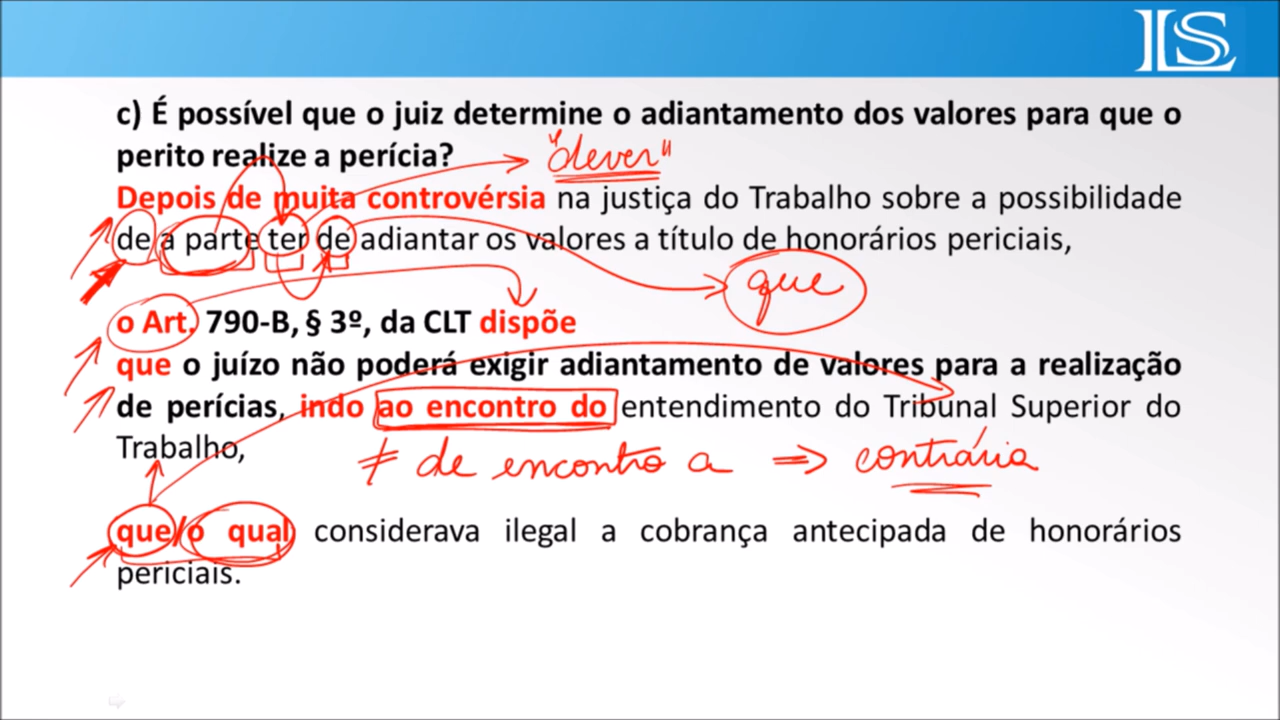 LS
c) É possível que o juiz determine o adiantamento dos valores para que o
perito realize a perícia?
"dever"
Depois de muita controvérsia na justiça do Trabalho sobre a possibilidade
de a parte ter de adiantar os valores a título de honorários periciais,
que
o Art. 790-B, § 3º, da CLT dispõe
que o juízo não poderá exigir adiantamento de valores para a realização
de perícias, indo ao encontro do entendimento do Tribunal Superior do
Trabalho,
≠ de encontro a ⇒ contrária
que/o qual considerava ilegal a cobrança antecipada de honorários
periciais.